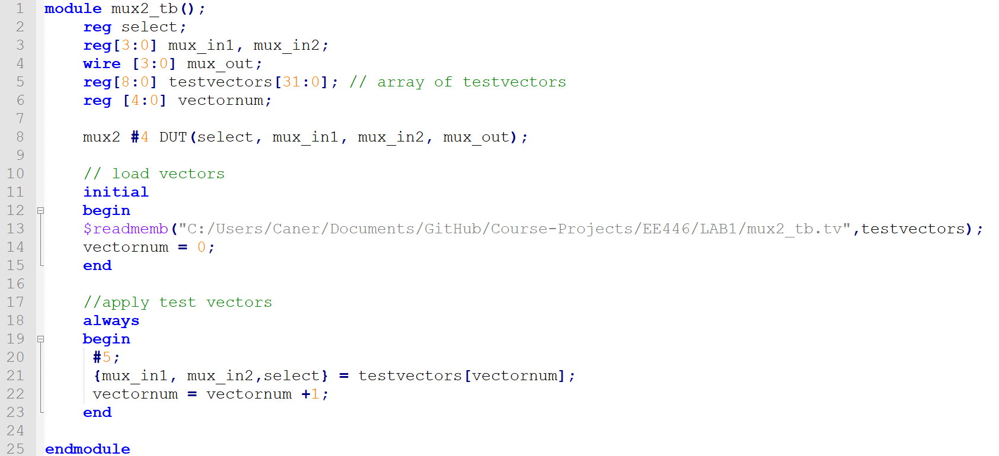 1 module mux2_tb();
2 reg select;
3 reg[3:0] mux_in1, mux_in2;
4 wire [3:0] mux_out;
5 reg[8:0] testvectors[31:0]; // array of testvectors
6 reg [4:0] vectornum;
7
8 mux2 #4 DUT(select, mux_in1, mux_in2, mux_out);
9
10 // load vectors
11 initial
12 begin
13 $readmemb("C:/Users/Caner/Documents/GitHub/Course-Projects/EE446/LAB1/mux2_tb.tv",testvectors);
14 vectornum = 0;
15 end
16
17 //apply test vectors
18 always
19 begin
20 #5;
21 {mux_in1, mux_in2,select} = testvectors[vectornum];
22 vectornum = vectornum +1;
23 end
24
25 endmodule